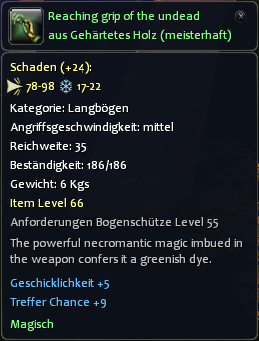 Reaching grip of the undead
aus Gehärtetes Holz (meisterhaft)
Schaden (+24):
78-98 17-22
Kategorie: Langbögen
Angriffsgeschwindigkeit: mittel
Reichweite: 35
Beständigkeit: 186/186
Gewicht: 6 Kgs
Item Level 66
Anforderungen Bogenschütze Level 55
The powerful necromantic magic imbued in
the weapon confers it a greenish dye.
Geschicklichkeit +5
Treffer Chance +9
Magisch